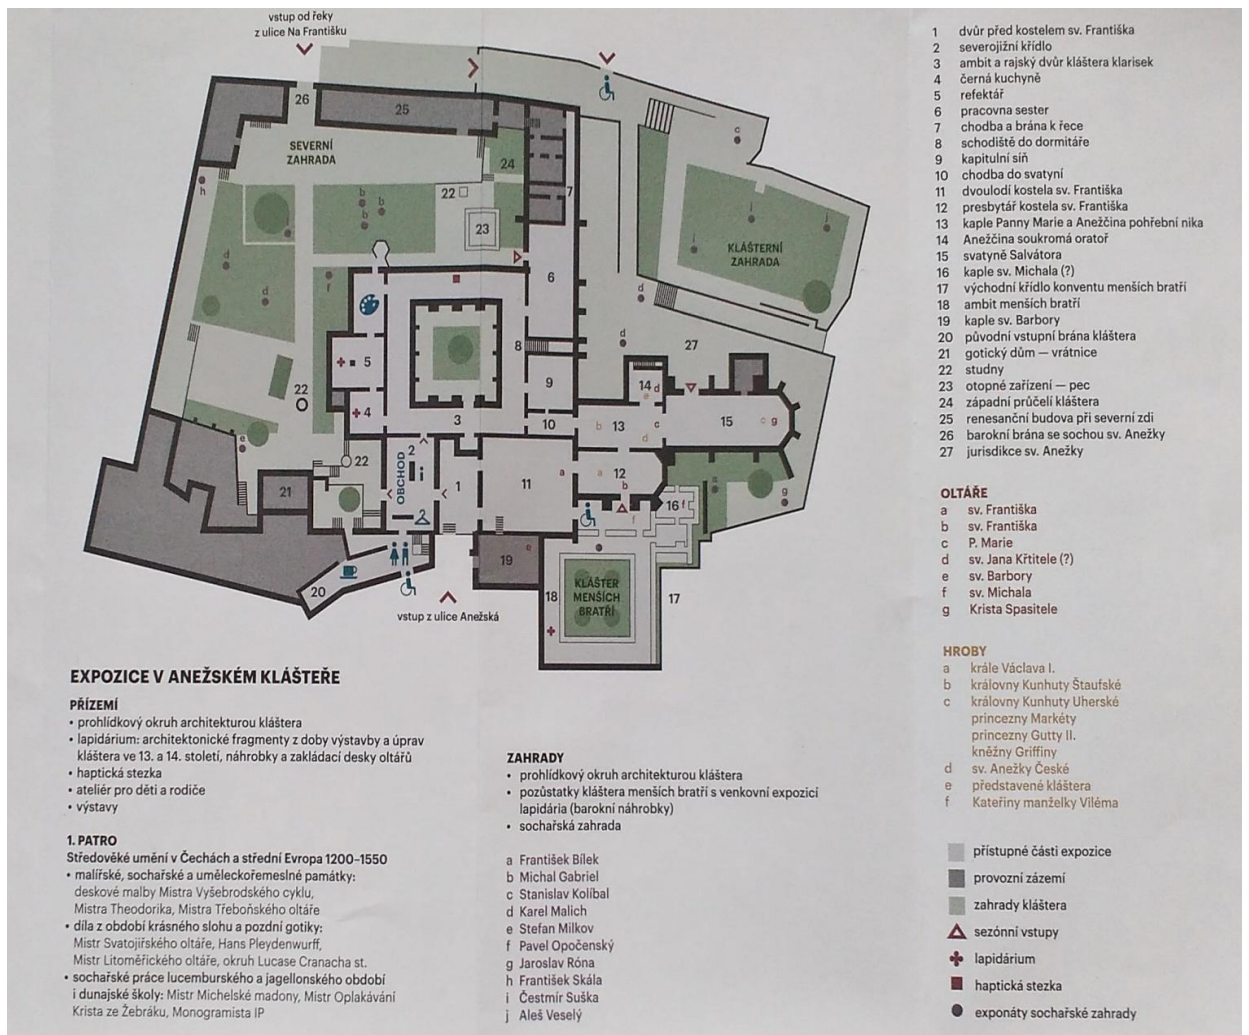 vstup od řeky
z ulice Na Františku
26
25
SEVERNÍ
ZAHRADA
24
22
23
7
6
h
b
b
b
i
d
d
f
c
j
j
j
KLÁŠTERNÍ
ZAHRADA
d
d
27
8
5
4
3
9
10
22
22
e
21
OBCHOD
2
i
1
11
a
14
d
e
b
13
c
d
15
c
g
a
12
b
16
f
f
a
g
2
20
19
e
18
KLÁŠTER
MENŠÍCH
BRATŘÍ
17
vstup z ulice Anežská
1 dvůr před kostelem sv. Františka
2 severojižní křídlo
3 ambit a rajský dvůr kláštera klarisek
4 černá kuchyně
5 refektář
6 pracovna sester
7 chodba a brána k řece
8 schodiště do dormitáře
9 kapitulní síň
10 chodba do svatyní
11 dvoulodí kostela sv. Františka
12 presbytář kostela sv. Františka
13 kaple Panny Marie a Anežčina pohřební nika
14 Anežčina soukromá oratoř
15 svatyně Salvátora
16 kaple sv. Michala (?)
17 východní křídlo konventu menších bratří
18 ambit menších bratří
19 kaple sv. Barbory
20 původní vstupní brána kláštera
21 gotický dům — vrátnice
22 studny
23 otopné zařízení — pec
24 západní průčelí kláštera
25 renesanční budova při severní zdi
26 barokní brána se sochou sv. Anežky
27 jurisdikce sv. Anežky
OLTÁŘE
a sv. Františka
b sv. Františka
c P. Marie
d sv. Jana Křtitele (?)
e sv. Barbory
f sv. Michala
g Krista Spasitele
HROBY
a krále Václava I.
b královny Kunhuty Štaufské
c královny Kunhuty Uherské
princezny Markéty
princezny Gutty II.
kněžny Griffiny
d sv. Anežky České
e představené kláštera
f Kateřiny manželky Viléma
přístupné části expozice
provozní zázemí
zahrady kláštera
sezónní vstupy
lapidárium
haptická stezka
exponáty sochařské zahrady
EXPOZICE V ANEŽSKÉM KLÁŠTEŘE
PŘÍZEMÍ
• prohlídkový okruh architekturou kláštera
• lapidárium: architektonické fragmenty z doby výstavby a úprav
kláštera ve 13. a 14. století, náhrobky a zakládací desky oltářů
• haptická stezka
• ateliér pro děti a rodiče
• výstavy
1. PATRO
Středověké umění v Čechách a střední Evropa 1200–1550
• malířské, sochařské a uměleckořemeslné památky:
deskové malby Mistra Vyšebrodského cyklu,
Mistra Theodorika, Mistra Třeboňského oltáře
• díla z období krásného slohu a pozdní gotiky:
Mistr Svatojiřského oltáře, Hans Pleydenwurff,
Mistr Litoměřického oltáře, okruh Lucase Cranacha st.
• sochařské práce lucemburského a jagellonského období
i dunajské školy: Mistr Michelské madony, Mistr Oplakávání
Krista ze Žebráku, Monogramista IP
ZAHRADY
• prohlídkový okruh architekturou kláštera
• pozůstatky kláštera menších bratří s venkovní expozicí
lapidária (barokní náhrobky)
• sochařská zahrada
a František Bílek
b Michal Gabriel
c Stanislav Kolíbal
d Karel Malich
e Stefan Milkov
f Pavel Opočenský
g Jaroslav Róna
h František Skála
i Čestmír Suška
j Aleš Veselý